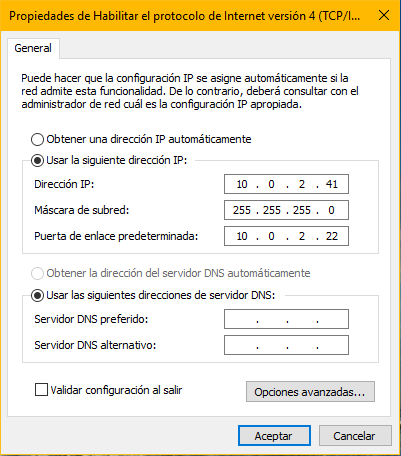 Propiedades de Habilitar el protocolo de Internet versión 4 (TCP/I...
General
Puede hacer que la configuración IP se asigne automáticamente si la
red admite esta funcionalidad. De lo contrario, deberá consultar con el
administrador de red cuál es la configuración IP apropiada.
Obtener una dirección IP automáticamente
Usar la siguiente dirección IP:
Dirección IP: 10 . 0 . 2 . 41
Máscara de subred: 255 . 255 . 255 . 0
Puerta de enlace predeterminada: 10 . 0 . 2 . 22
Obtener la dirección del servidor DNS automáticamente
Usar las siguientes direcciones de servidor DNS:
Servidor DNS preferido: . . .
Servidor DNS alternativo: . . .
Validar configuración al salir
Opciones avanzadas...
Aceptar
Cancelar